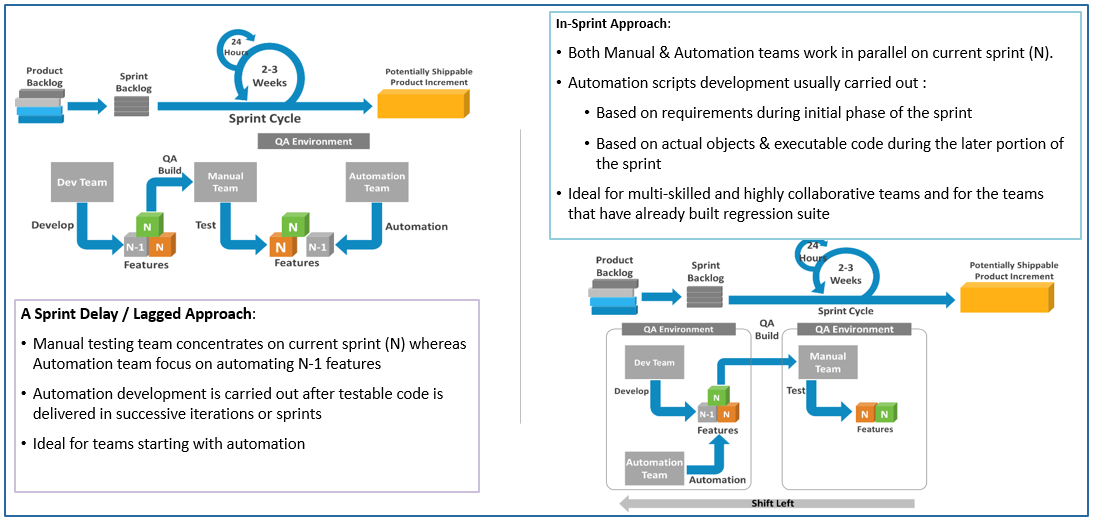 24
Hours
2-3
Weeks
Product
Backlog
Sprint
Backlog
Potentially Shippable
Product Increment
Sprint Cycle
QA Environment
QA
Build
Dev Team
Manual
Team
Automation
Team
Develop
Test
Automation
N
N-1
N
Features
N
N
N-1
Features
A Sprint Delay / Lagged Approach:
• Manual testing team concentrates on current sprint (N) whereas
Automation team focus on automating N-1 features
• Automation development is carried out after testable code is
delivered in successive iterations or sprints
• Ideal for teams starting with automation
In-Sprint Approach:
• Both Manual & Automation teams work in parallel on current sprint (N).
• Automation scripts development usually carried out :
• Based on requirements during initial phase of the sprint
• Based on actual objects & executable code during the later portion of
the sprint
• Ideal for multi-skilled and highly collaborative teams and for the teams
that have already built regression suite
24
Hours
2-3
Weeks
Product
Backlog
Sprint
Backlog
Potentially Shippable
Product Increment
Sprint Cycle
QA Environment
QA
Build
QA Environment
Dev Team
Manual
Team
Develop
Test
N
N-1
N
Features
N
N
Features
Automation
Team
Automation
Shift Left